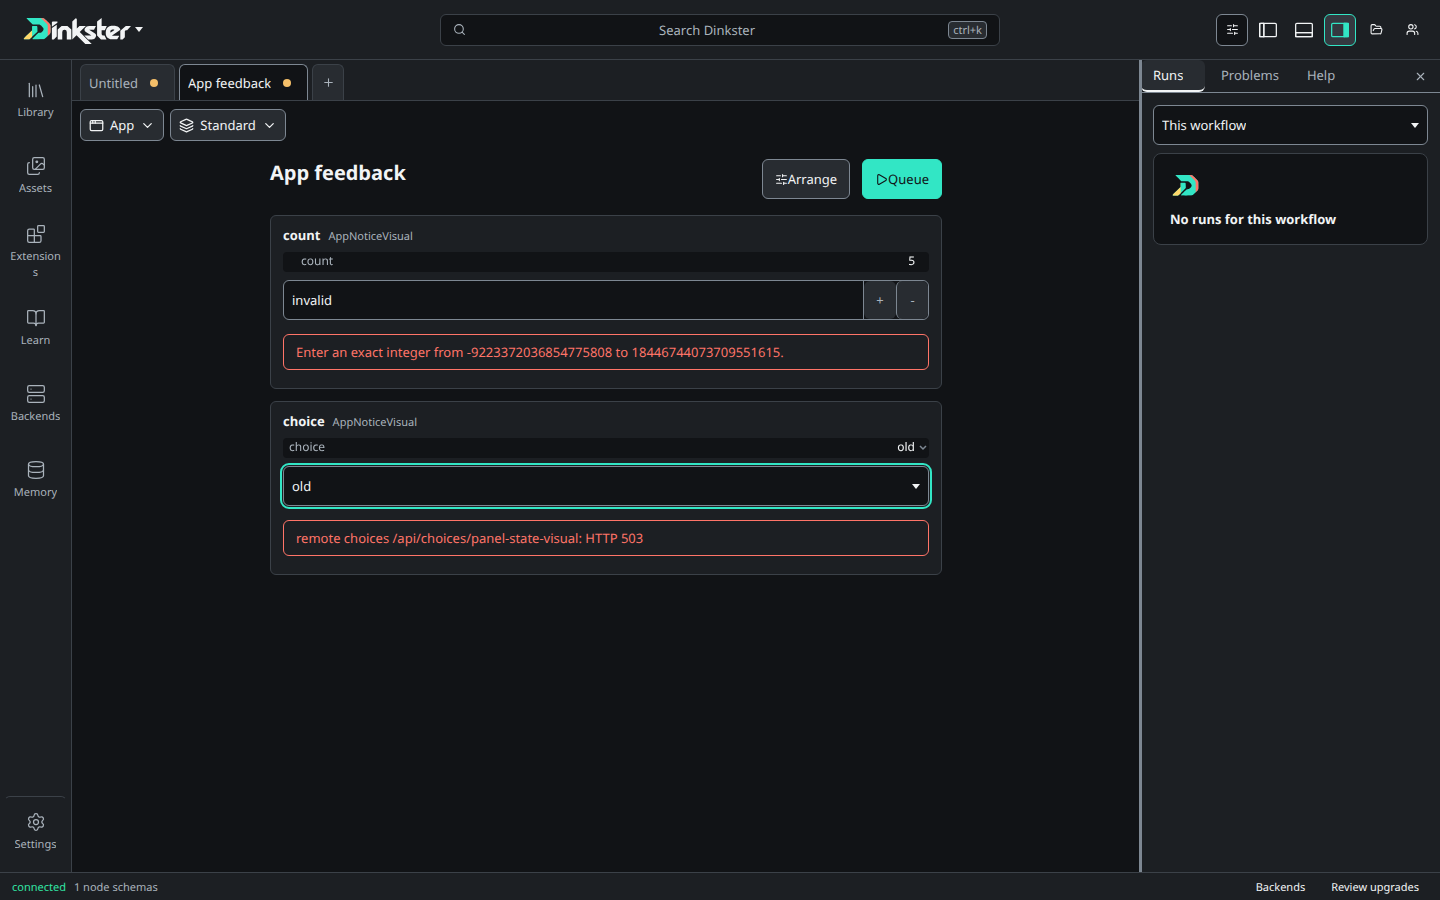 Dinkster
Search Dinkster
ctrl+k
Library
Assets
Extension
s
Learn
Backends
Memory
Settings
Untitled
App feedback
+
App
Standard
App feedback
Arrange
Queue
count AppNoticeVisual
count 5
invalid
+ -
Enter an exact integer from -9223372036854775808 to 18446744073709551615.
choice AppNoticeVisual
choice old
old
remote choices /api/choices/panel-state-visual: HTTP 503
Runs Problems Help
This workflow
No runs for this workflow
connected 1 node schemas
Backends Review upgrades